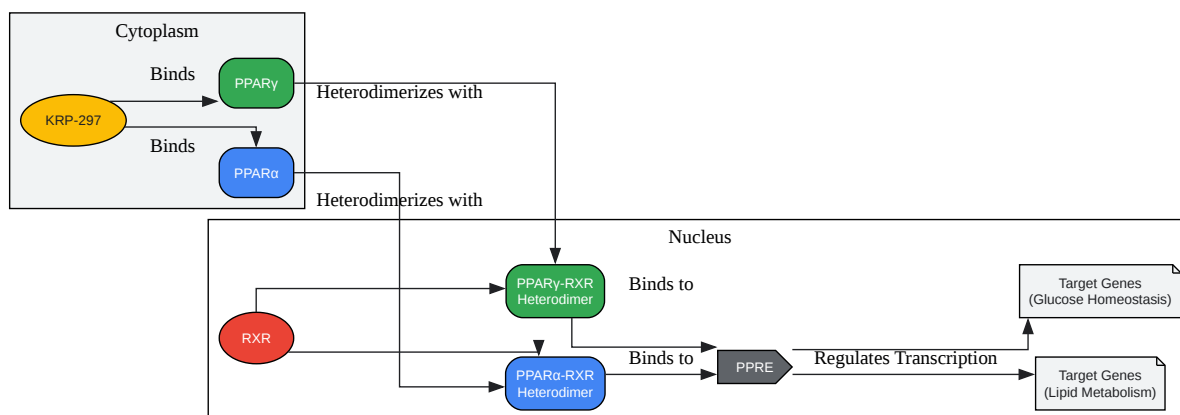 Cytoplasm
Binds
PPARγ
Heterodimerizes with
KRP-297
Binds
PPARα
Heterodimerizes with
Nucleus
PPARγ-RXR
Heterodimer
Binds to
Target Genes
(Glucose Homeostasis)
RXR
PPARα-RXR
Heterodimer
Binds to
PPRE
Regulates Transcription
Target Genes
(Lipid Metabolism)